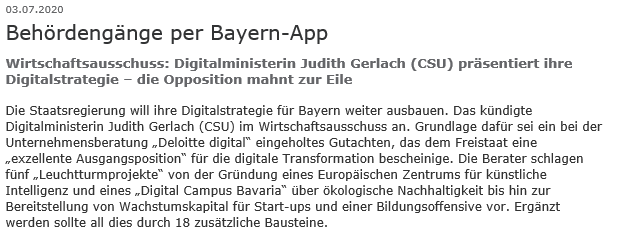 03.07.2020
Behördengänge per Bayern-App
Wirtschaftsausschuss: Digitalministerin Judith Gerlach (CSU) präsentiert ihre
Digitalstrategie – die Opposition mahnt zur Eile
Die Staatsregierung will ihre Digitalstrategie für Bayern weiter ausbauen. Das kündigte
Digitalministerin Judith Gerlach (CSU) im Wirtschaftsausschuss an. Grundlage dafür sei ein bei der
Unternehmensberatung „Deloitte digital“ eingeholtes Gutachten, das dem Freistaat eine
„exzellente Ausgangsposition“ für die digitale Transformation bescheinige. Die Berater schlagen
fünf „Leuchtturmprojekte“ von der Gründung eines Europäischen Zentrums für künstliche
Intelligenz und eines „Digital Campus Bavaria“ über ökologische Nachhaltigkeit bis hin zur
Bereitstellung von Wachstumskapital für Start-ups und einer Bildungsoffensive vor. Ergänzt
werden sollte all dies durch 18 zusätzliche Bausteine.